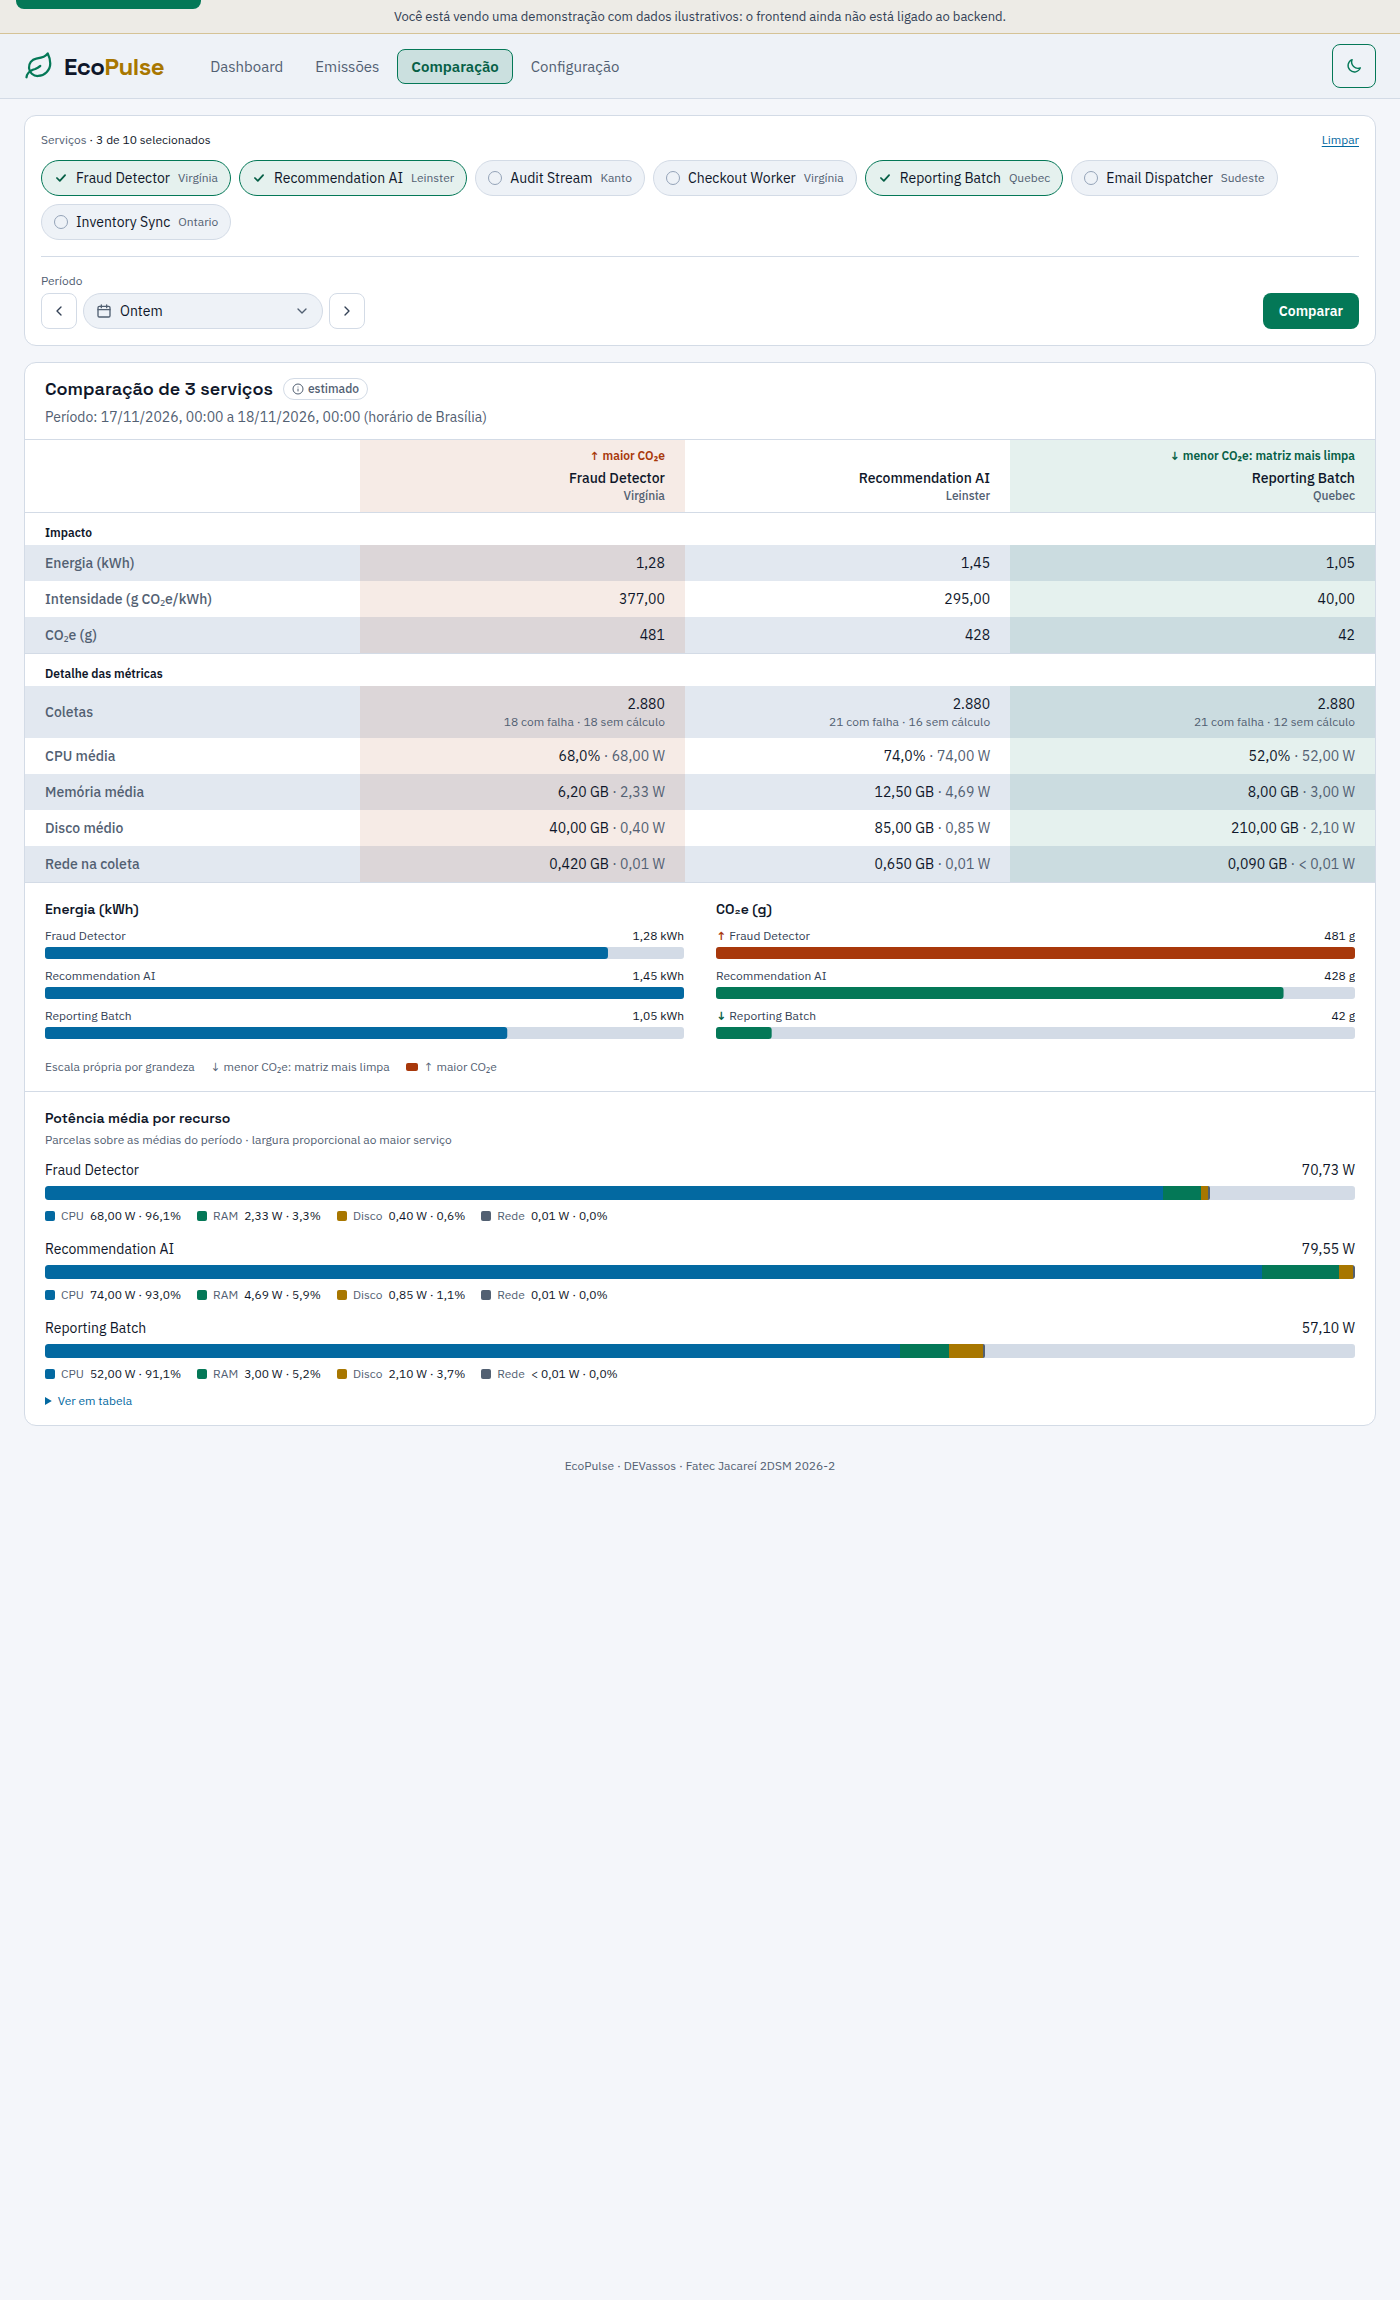 Você está vendo uma demonstração com dados ilustrativos: o frontend ainda não está ligado ao backend.
EcoPulse Dashboard Emissões Comparação Configuração
Serviços · 3 de 10 selecionados Limpar
Fraud Detector Virgínia Recommendation AI Leinster Audit Stream Kanto Checkout Worker Virgínia Reporting Batch Quebec Email Dispatcher Sudeste
Inventory Sync Ontario
Período
Ontem Comparar
Comparação de 3 serviços estimado
Período: 17/11/2026, 00:00 a 18/11/2026, 00:00 (horário de Brasília)
↑ maior CO₂e ↓ menor CO₂e: matriz mais limpa
Fraud Detector Recommendation AI Reporting Batch
Virgínia Leinster Quebec
Impacto
Energia (kWh) 1,28 1,45 1,05
Intensidade (g CO₂e/kWh) 377,00 295,00 40,00
CO₂e (g) 481 428 42
Detalhe das métricas
Coletas 2.880 2.880 2.880
18 com falha · 18 sem cálculo 21 com falha · 16 sem cálculo 21 com falha · 12 sem cálculo
CPU média 68,0% · 68,00 W 74,0% · 74,00 W 52,0% · 52,00 W
Memória média 6,20 GB · 2,33 W 12,50 GB · 4,69 W 8,00 GB · 3,00 W
Disco médio 40,00 GB · 0,40 W 85,00 GB · 0,85 W 210,00 GB · 2,10 W
Rede na coleta 0,420 GB · 0,01 W 0,650 GB · 0,01 W 0,090 GB · < 0,01 W
Energia (kWh) CO₂e (g)
Fraud Detector 1,28 kWh ↑ Fraud Detector 481 g
Recommendation AI 1,45 kWh Recommendation AI 428 g
Reporting Batch 1,05 kWh ↓ Reporting Batch 42 g
Escala própria por grandeza ↓ menor CO₂e: matriz mais limpa ↑ maior CO₂e
Potência média por recurso
Parcelas sobre as médias do período · largura proporcional ao maior serviço
Fraud Detector 70,73 W
CPU 68,00 W · 96,1% RAM 2,33 W · 3,3% Disco 0,40 W · 0,6% Rede 0,01 W · 0,0%
Recommendation AI 79,55 W
CPU 74,00 W · 93,0% RAM 4,69 W · 5,9% Disco 0,85 W · 1,1% Rede 0,01 W · 0,0%
Reporting Batch 57,10 W
CPU 52,00 W · 91,1% RAM 3,00 W · 5,2% Disco 2,10 W · 3,7% Rede < 0,01 W · 0,0%
Ver em tabela
EcoPulse · DEVassos · Fatec Jacareí 2DSM 2026-2